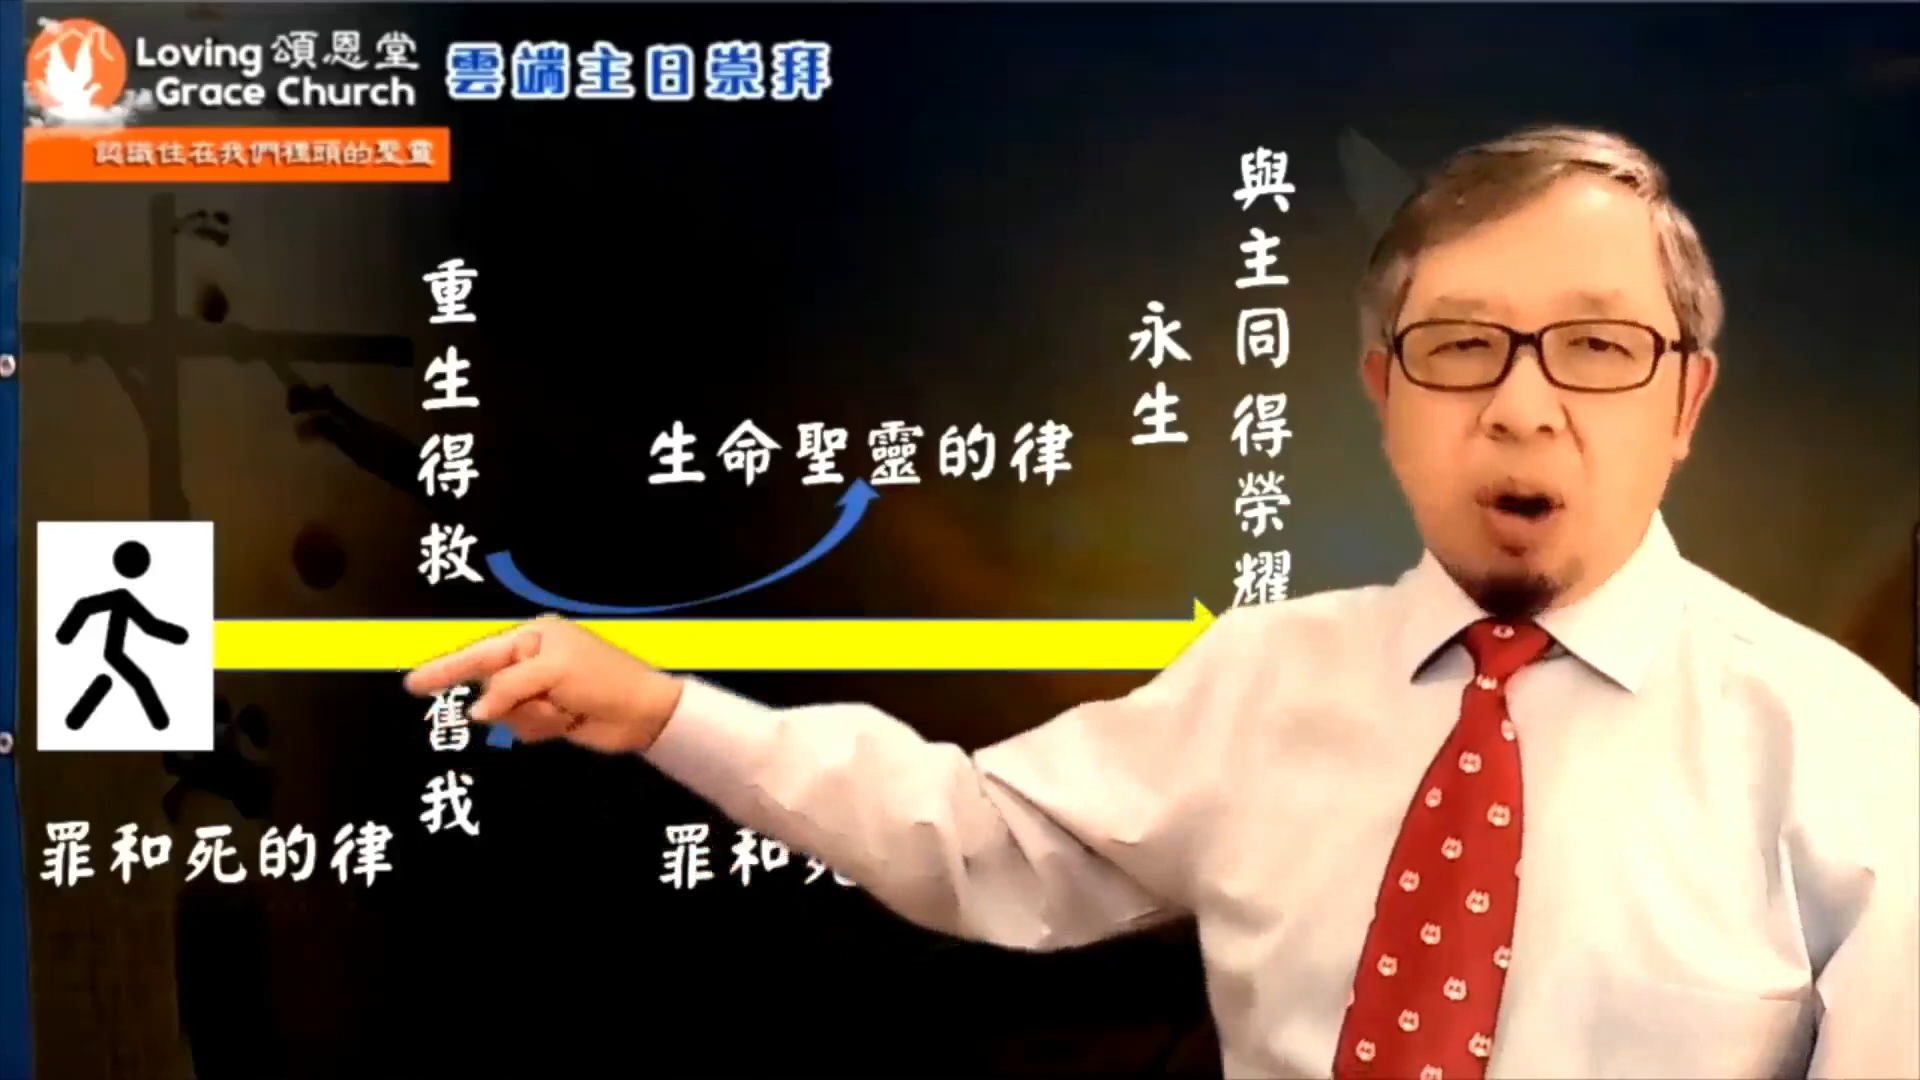 Loving 頌恩堂
Grace Church
雲端主日崇拜
認識住在我們裡頭的聖靈
重生得救
生命聖靈的律
永生
與主同得榮耀
舊我
罪和死的律
罪和死